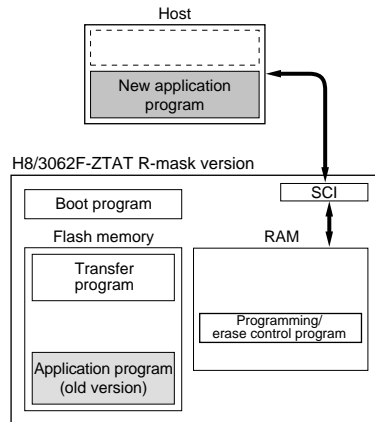 Host
New application
program
H8/3062F-ZTAT R-mask version
SCI
Boot program
Flash memory
RAM
Transfer
program
Programming/
erase control program
Application program
(old version)